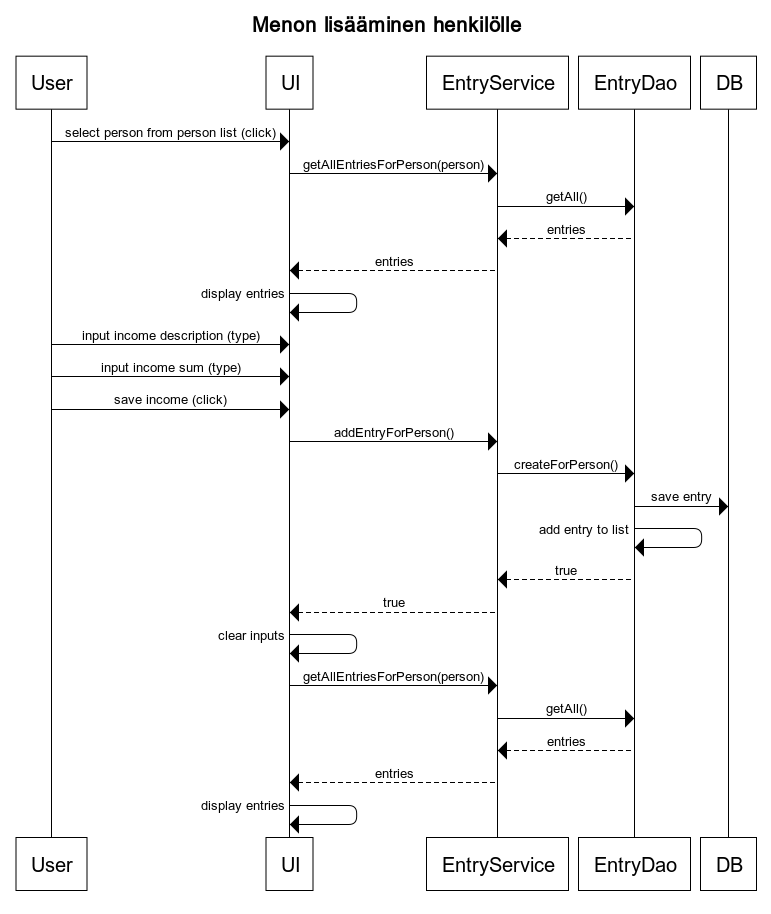 Menon lisääminen henkilölle
User
UI
EntryService
EntryDao
DB
select person from person list (click)
getAllEntriesForPerson(person)
getAll()
entries
entries
display entries
input income description (type)
input income sum (type)
save income (click)
addEntryForPerson()
createForPerson()
save entry
add entry to list
true
true
clear inputs
getAllEntriesForPerson(person)
getAll()
entries
entries
display entries
User
UI
EntryService
EntryDao
DB